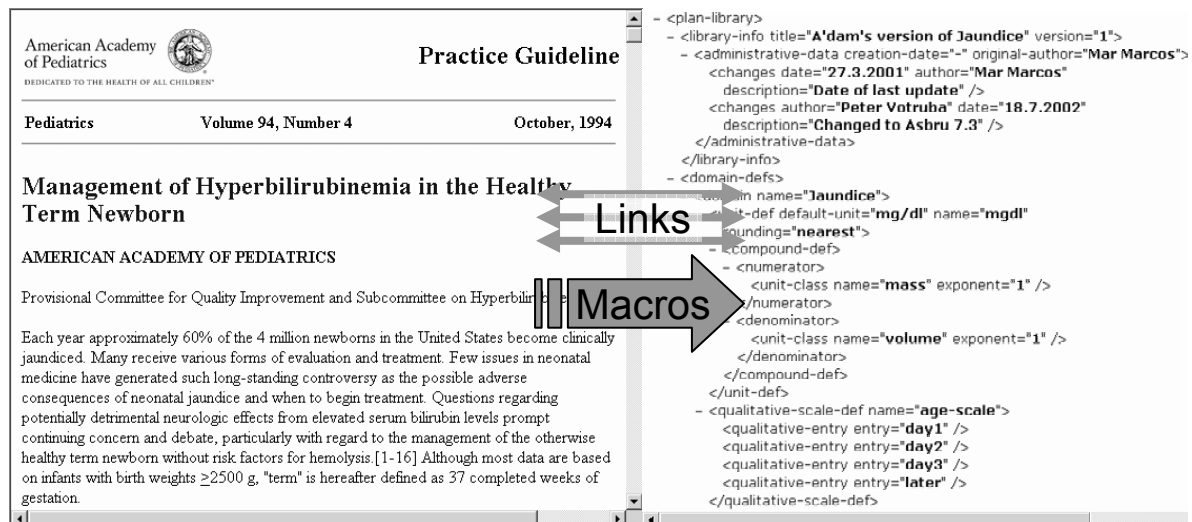 American Academy
of Pediatrics
DEDICATED TO THE HEALTH OF ALL CHILDREN"
Practice Guideline
Pediatrics Volume 94, Number 4 October, 1994
Management of Hyperbilirubinemia in the Healthy
Term Newborn
AMERICAN ACADEMY OF PEDIATRICS
Provisional Committee for Quality Improvement and Subcommittee on
Each year approximately 60% of the 4 million newborns in the United States become clinically
jaundiced. Many receive various forms of evaluation and treatment. Few issues in neonatal
medicine have generated such long-standing controversy as the possible adverse
consequences of neonatal jaundice and when to begin treatment. Questions regarding
potentially detrimental neurologic effects from elevated serum bilirubin levels prompt
continuing concern and debate, particularly with regard to the management of the otherwise
healthy term newborn without risk factors for hemolysis.[1-16] Although most data are based
on infants with birth weights ≥2500 g, "term" is hereafter defined as 37 completed weeks of
gestation.
Links
Macros
- <plan-library>
- <library-info title="A'dam's version of Jaundice" version="1">
- <administrative-data creation-date="-" original-author="Mar Marcos">
<changes date="27.3.2001" author="Mar Marcos"
description="Date of last update" />
<changes author="Peter Votruba" date="18.7.2002"
description="Changed to Asbru 7.3" />
</administrative-data>
</library-info>
- <domain-defs>
name="Jaundice">
default-unit="mg/dl" name="mgdl"
"nearest">
- <compound-def>
- <numerator>
<unit-class name="mass" exponent="1" />
</numerator>
- <denominator>
<unit-class name="volume" exponent="1" />
</denominator>
</compound-def>
</unit-def>
- <qualitative-scale-def name="age-scale">
<qualitative-entry entry="day1" />
<qualitative-entry entry="day2" />
<qualitative-entry entry="day3" />
<qualitative-entry entry="later" />
</qualitative-scale-def>